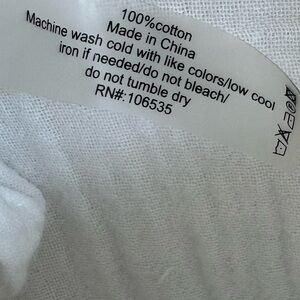 100%cotton
Made in China
Machine wash cold with like colors/low cool
iron if needed/do not bleach/
do not tumble dry
RN#:106535